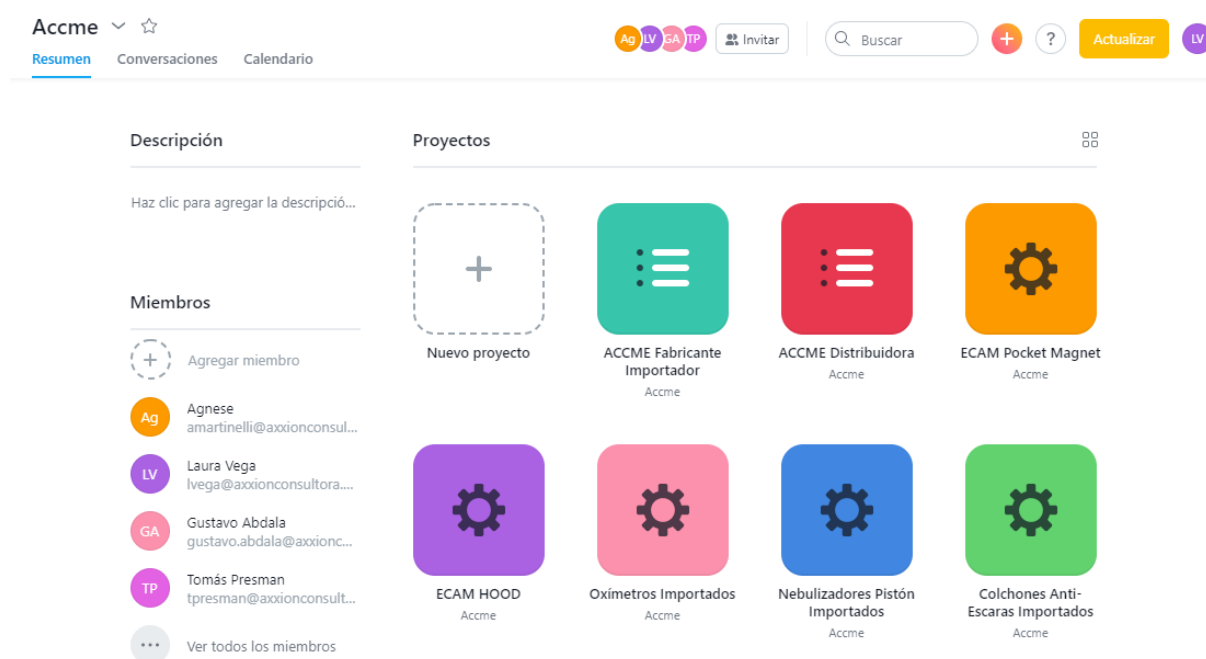 Accme
Ag LV GA TP
Invitar
Buscar
?
Actualizar
LV
Resumen Conversaciones Calendario
Descripción
Haz clic para agregar la descripció...
Miembros
Agregar miembro
Ag
Agnese
amartinelli@axxionconsul...
LV
Laura Vega
lvega@axxionconsultora....
GA
Gustavo Abdala
gustavo.abdala@axxionc...
TP
Tomás Presman
tpresman@axxionconsult...
Ver todos los miembros
Proyectos
Nuevo proyecto
ACCME Fabricante
Importador
Accme
ACCME Distribuidora
Accme
ECAM Pocket Magnet
Accme
ECAM HOOD
Accme
Oxímetros Importados
Accme
Nebulizadores Pistón
Importados
Accme
Colchones Anti-
Escaras Importados
Accme